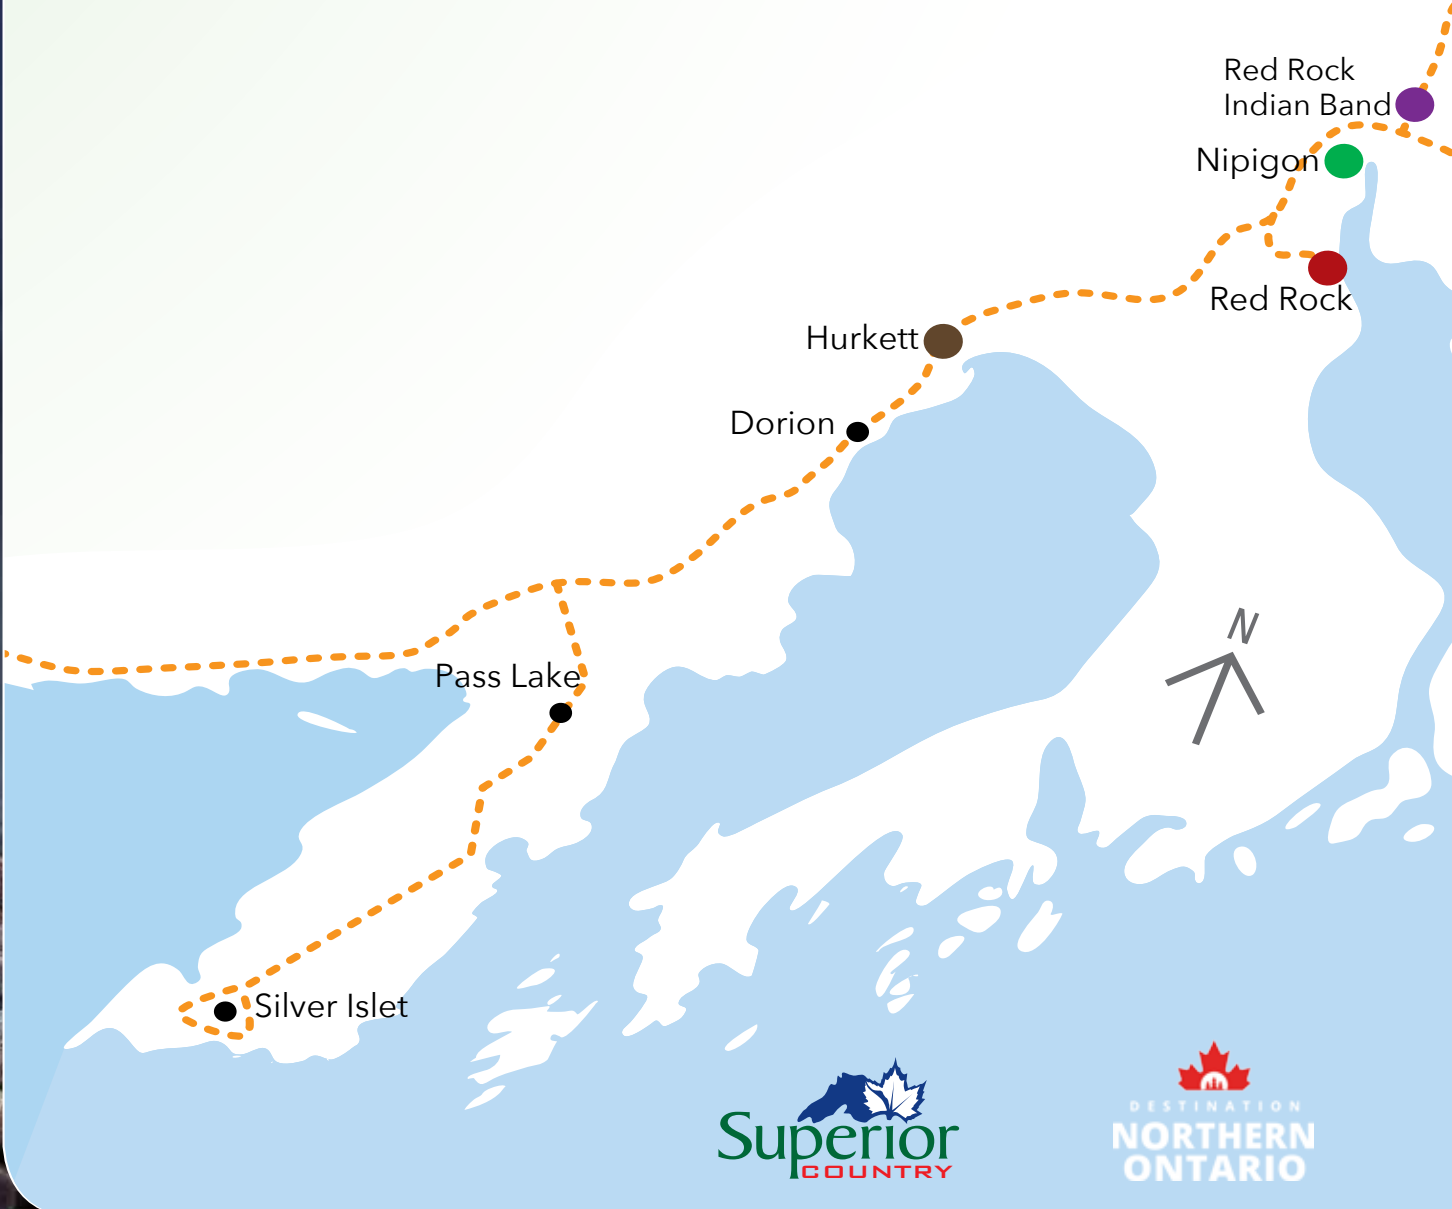 Red Rock
Indian Band
Nipigon
Red Rock
Hurkett
Dorion
N
Pass Lake
Silver Islet
Superior
COUNTRY
DESTINATION
NORTHERN
ONTARIO